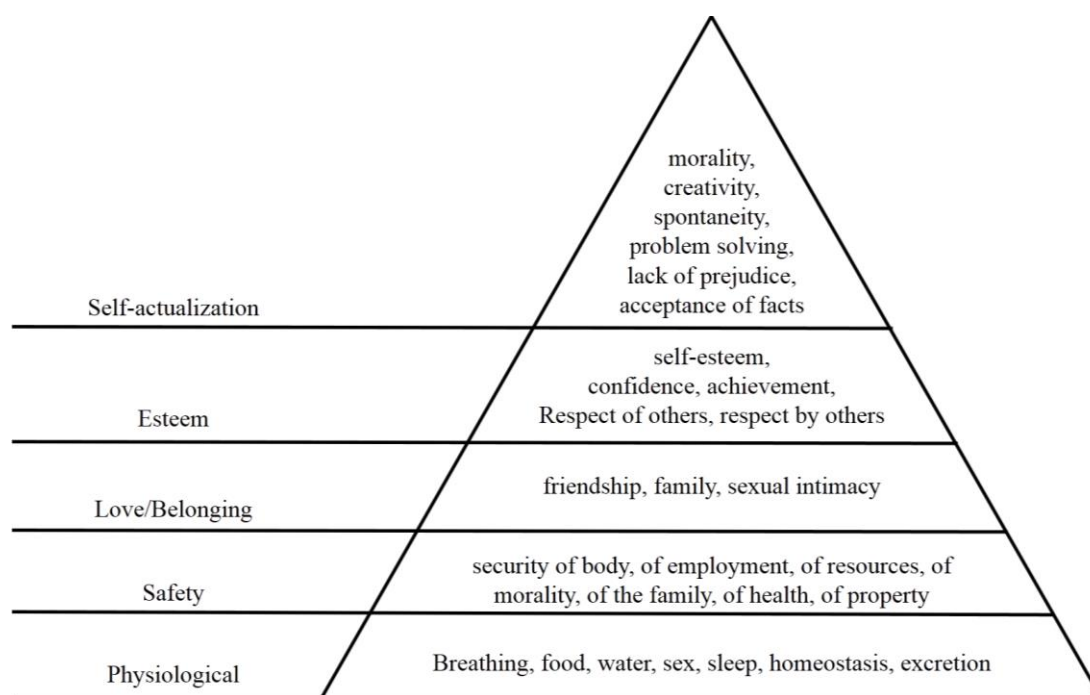 morality,
creativity,
spontaneity,
problem solving,
lack of prejudice,
acceptance of facts
Self-actualization
self-esteem,
confidence, achievement,
Respect of others, respect by others
Esteem
friendship, family, sexual intimacy
Love/Belonging
security of body, of employment, of resources, of
morality, of the family, of health, of property
Safety
Breathing, food, water, sex, sleep, homeostasis, excretion
Physiological